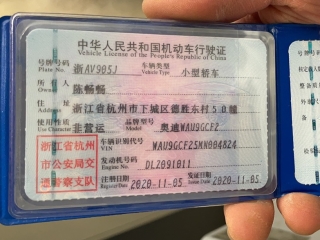 中华人民共和国机动车行驶证
Vehicle License of the People's Republic of China
号牌号码 Plate No. 浙AV905J 车辆类型 Vehicle Type 小型轿车
所有人 Owner 陈畅畅
住址 Address 浙江省杭州市下城区德胜东村50幢
使用性质 Use Character 非营运 品牌型号 Model 奥迪WAU9GCF2
浙江省杭州 车辆识别代号 VIN WAU9GCF25MN004824
市公安局交 发动机号码 Engine No. DLZ091011
通警察支队 注册日期 Register Date 2020-11-05 发证日期 Issue Date 2020-11-05